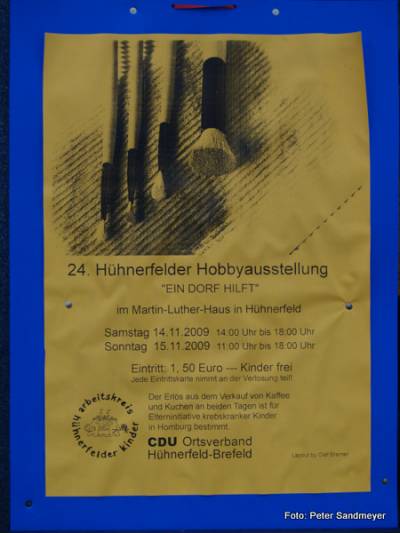 24. Hühnerfelder Hobbyausstellung
"EIN DORF HILFT"
im Martin-Luther-Haus in Hühnerfeld
Samstag 14.11.2009 14.00 Uhr bis 18:00 Uhr
Sonntag 15.11.2009 11:00 Uhr bis 18:00 Uhr
Eintritt: 1, 50 Euro --- Kinder frei
Jede Eintrittskarte nimmt an der Verlosung teil!
arbeitskreis
hühnerfelder kinder
Der Erlös aus dem Verkauf von Kaffee
und Kuchen an beiden Tagen ist für
Elterninitiative krebskranker Kinder
in Homburg bestimmt.
CDU Ortsverband
Hühnerfeld-Brefeld
Layout by Olaf
Foto: Peter Sandmeyer